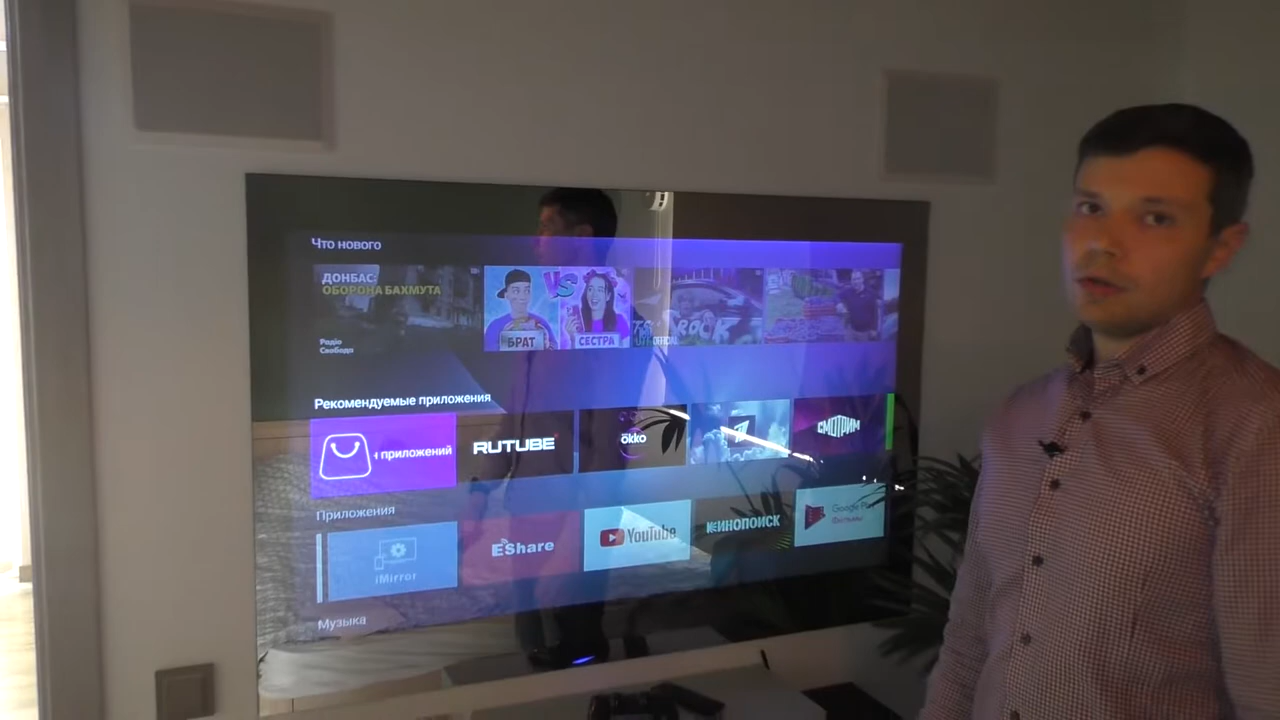 Что нового
ДОНБАС:
ОБОРОНА БАХМУТА
Радіо
Свобода
VS
БРАТ
СЕСТРА
ROCK
Рекомендуемые приложения
приложений
RUTUBE
okko
СМОТРИМ
Приложения
iMirror
EShare
YouTube
КИНОПОИСК
Google Play
Фильмы
Музыка